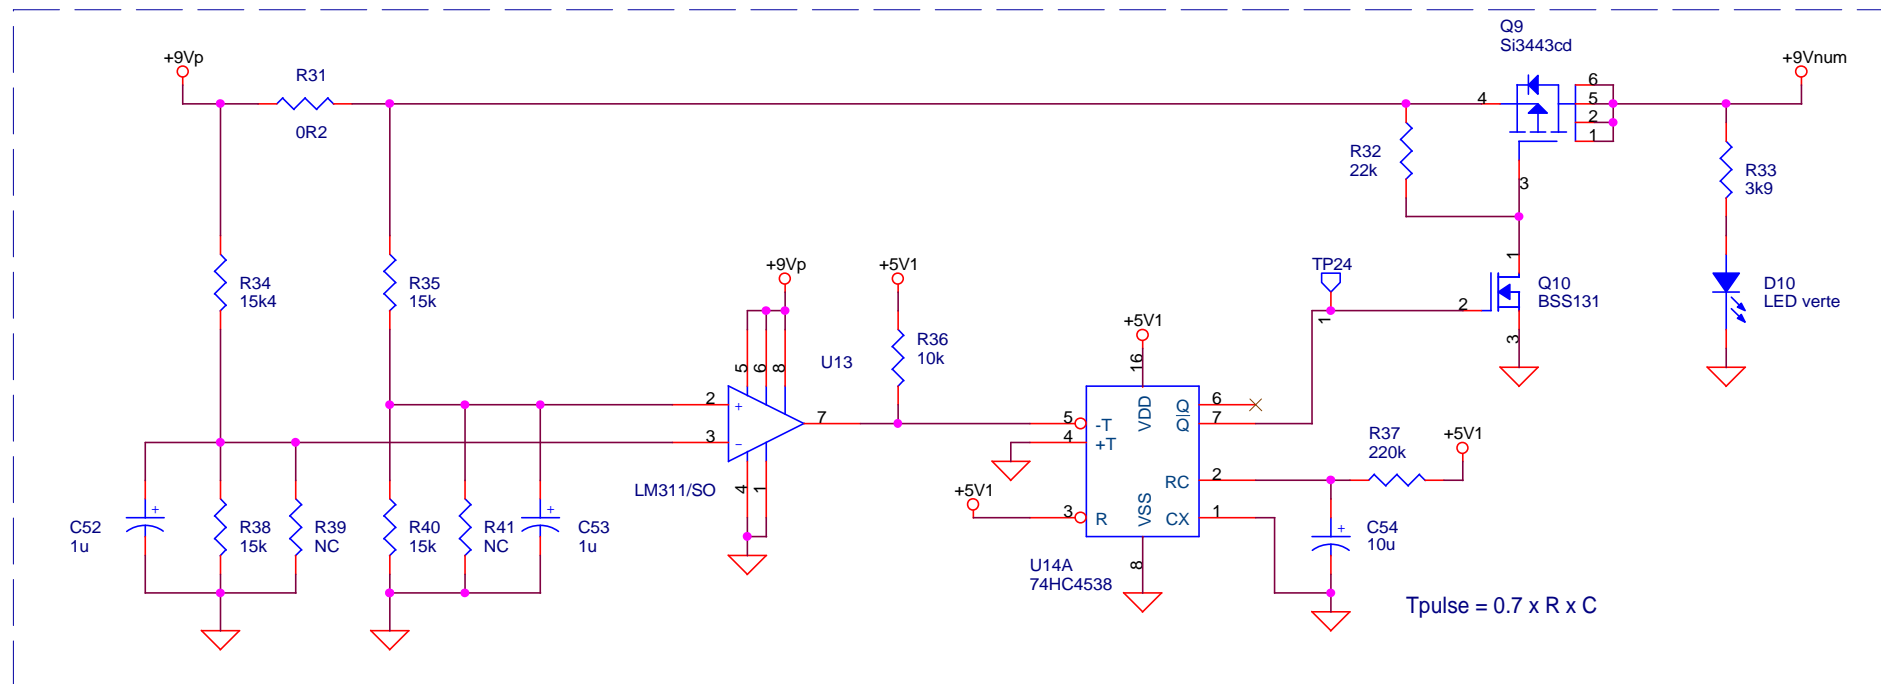 Q9
Si3443cd
+9Vp
+9Vnum
R31
0R2
6
5
4
2
1
R32
22k
R33
3k9
3
+9Vp
+5V1
TP24
R34
15k4
R35
15k
1
Q10
BSS131
D10
LED verte
2
1
+5V1
3
R36
10k
U13
5
6
8
16
2
+
7
3
−
5
-T
VDD
Q
6
Q
7
4
+T
R37
220k
+5V1
LM311/SO
4
1
+5V1
RC
2
3
R
VSS
CX
1
C52
1u
R38
15k
R39
NC
R40
15k
R41
NC
C53
1u
+
+
+
C54
10u
U14A
74HC4538
8
Tpulse = 0.7 x R x C